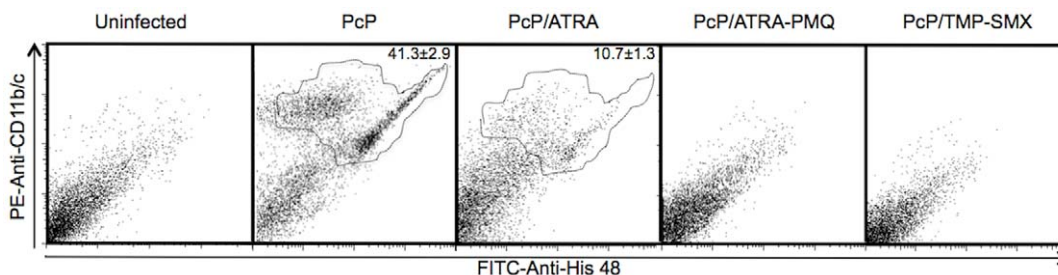 Uninfected PcP PcP/ATRA PcP/ATRA-PMQ PcP/TMP-SMX
41.3±2.9 10.7±1.3
PE-Anti-CD11b/c
FITC-Anti-His 48